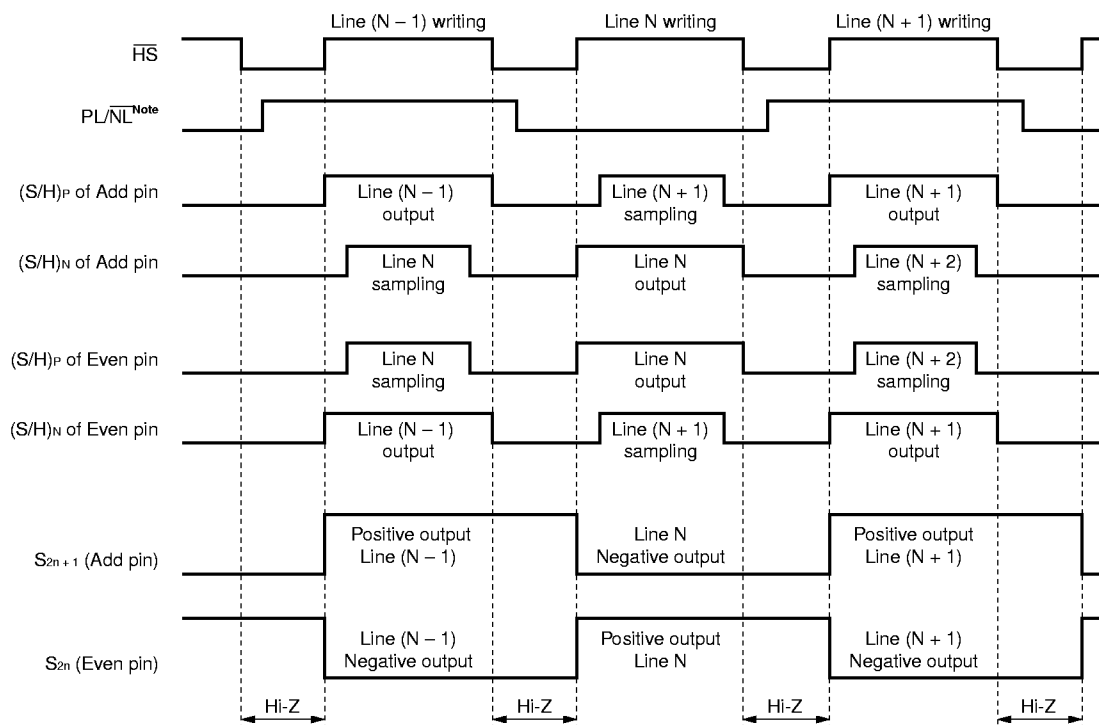 Line (N – 1) writing Line N writing Line (N + 1) writing
HS
PL/NL Note
(S/H)P of Add pin Line (N – 1) Line (N + 1) Line (N + 1)
output sampling output
(S/H)N of Add pin Line N Line N Line (N + 2)
sampling output sampling
(S/H)P of Even pin Line N Line N Line (N + 2)
sampling output sampling
(S/H)N of Even pin Line (N – 1) Line (N + 1) Line (N + 1)
output sampling output
Positive output Line N Positive output
S2n + 1 (Add pin) Line (N – 1) Negative output Line (N + 1)
Line (N – 1) Positive output Line (N + 1)
S2n (Even pin) Negative output Line N Negative output
Hi-Z Hi-Z Hi-Z Hi-Z